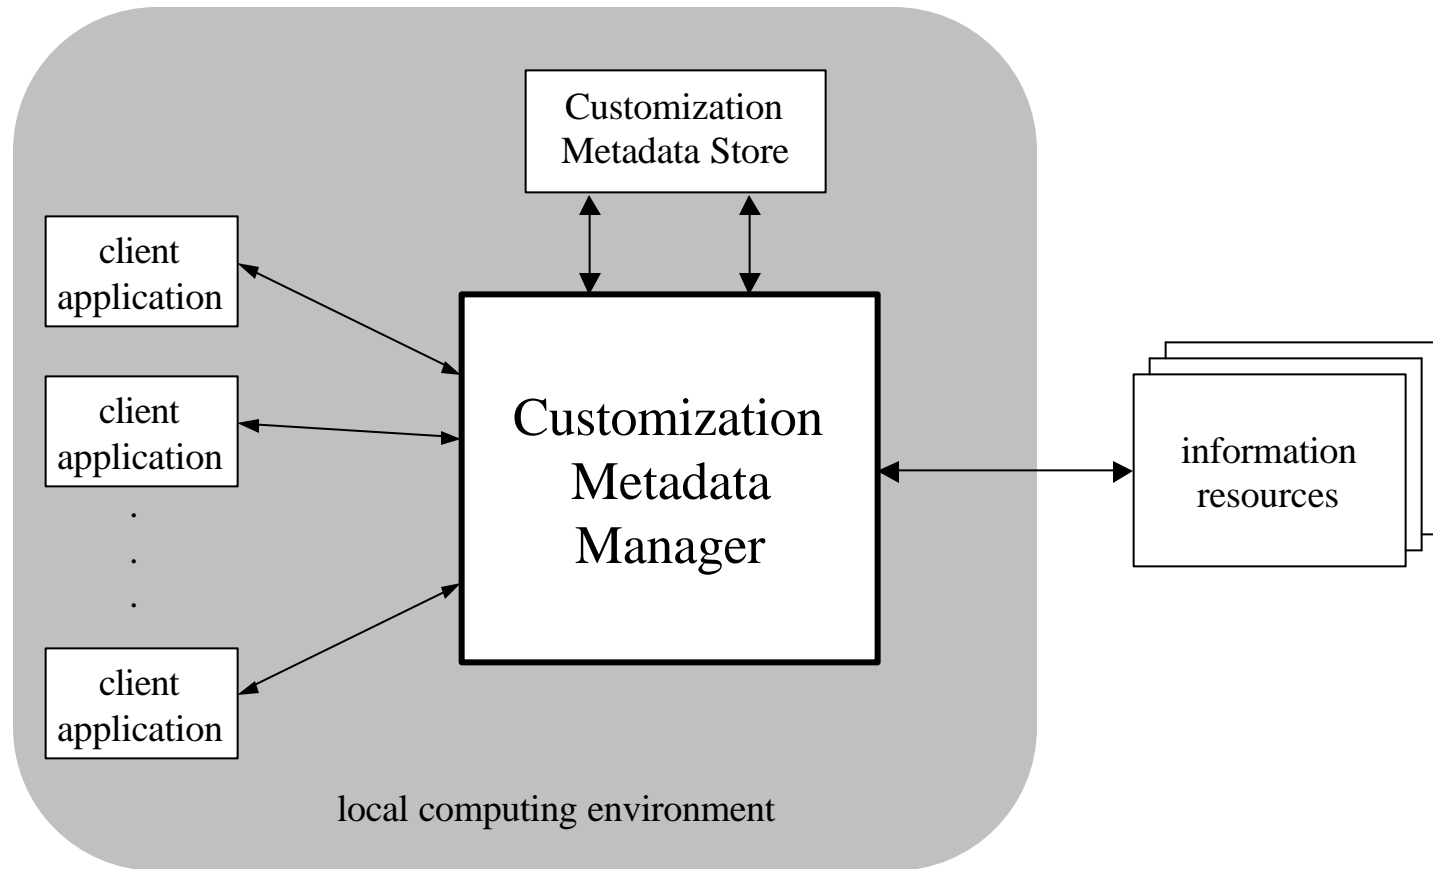 Customization
Metadata Store
client
application
client
application
.
.
.
client
application
Customization
Metadata
Manager
information
resources
local computing environment